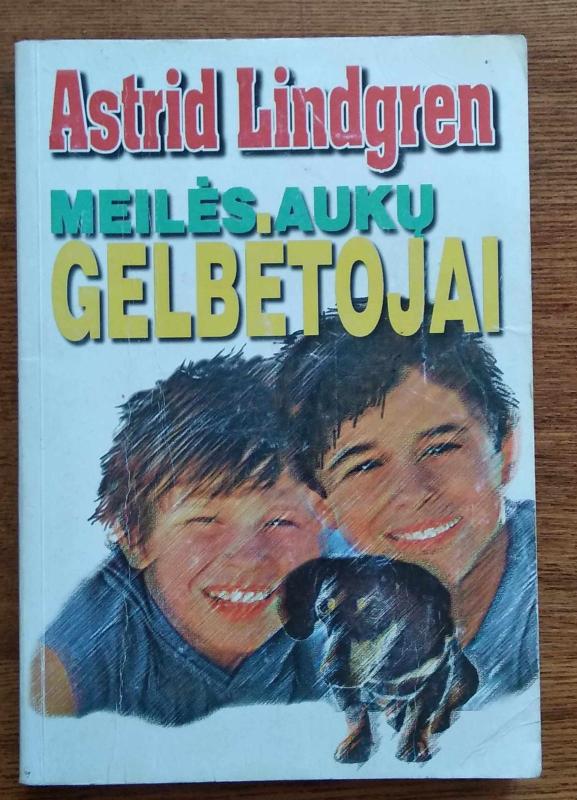 Astrid Lindgren
MEILĖS AUKŲ
GELBĖTOJAI